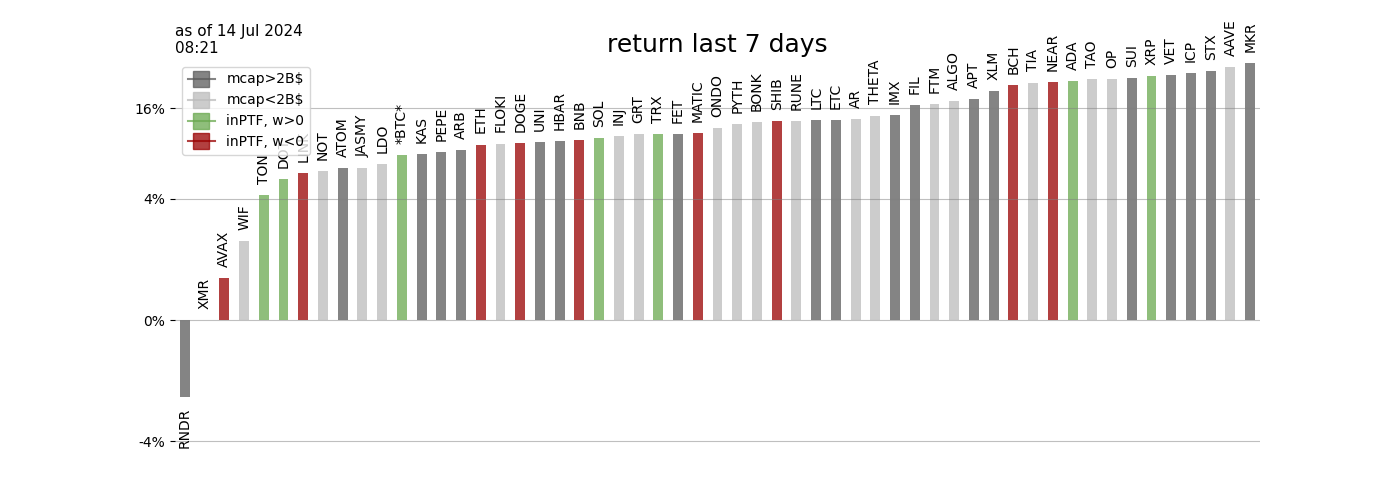 as of 14 Jul 2024
08:21
return last 7 days
mcap>2B$
mcap<2B$
inPTF, w>0
inPTF, w<0
16%
4%
0%
-4%
RNDR
XMR
AVAX
WIF
TON
NOT
ATOM
JASMY
LDO
*BTC*
KAS
PEPE
ARB
ETH
FLOKI
DOGE
UNI
HBAR
BNB
SOL
INJ
GRT
TRX
FET
MATIC
ONDO
PYTH
BONK
SHIB
RUNE
LTC
ETC
AR
THETA
IMX
FIL
FTM
ALGO
APT
XLM
BCH
TIA
NEAR
ADA
TAO
OP
SUI
XRP
VET
ICP
STX
AAVE
MKR